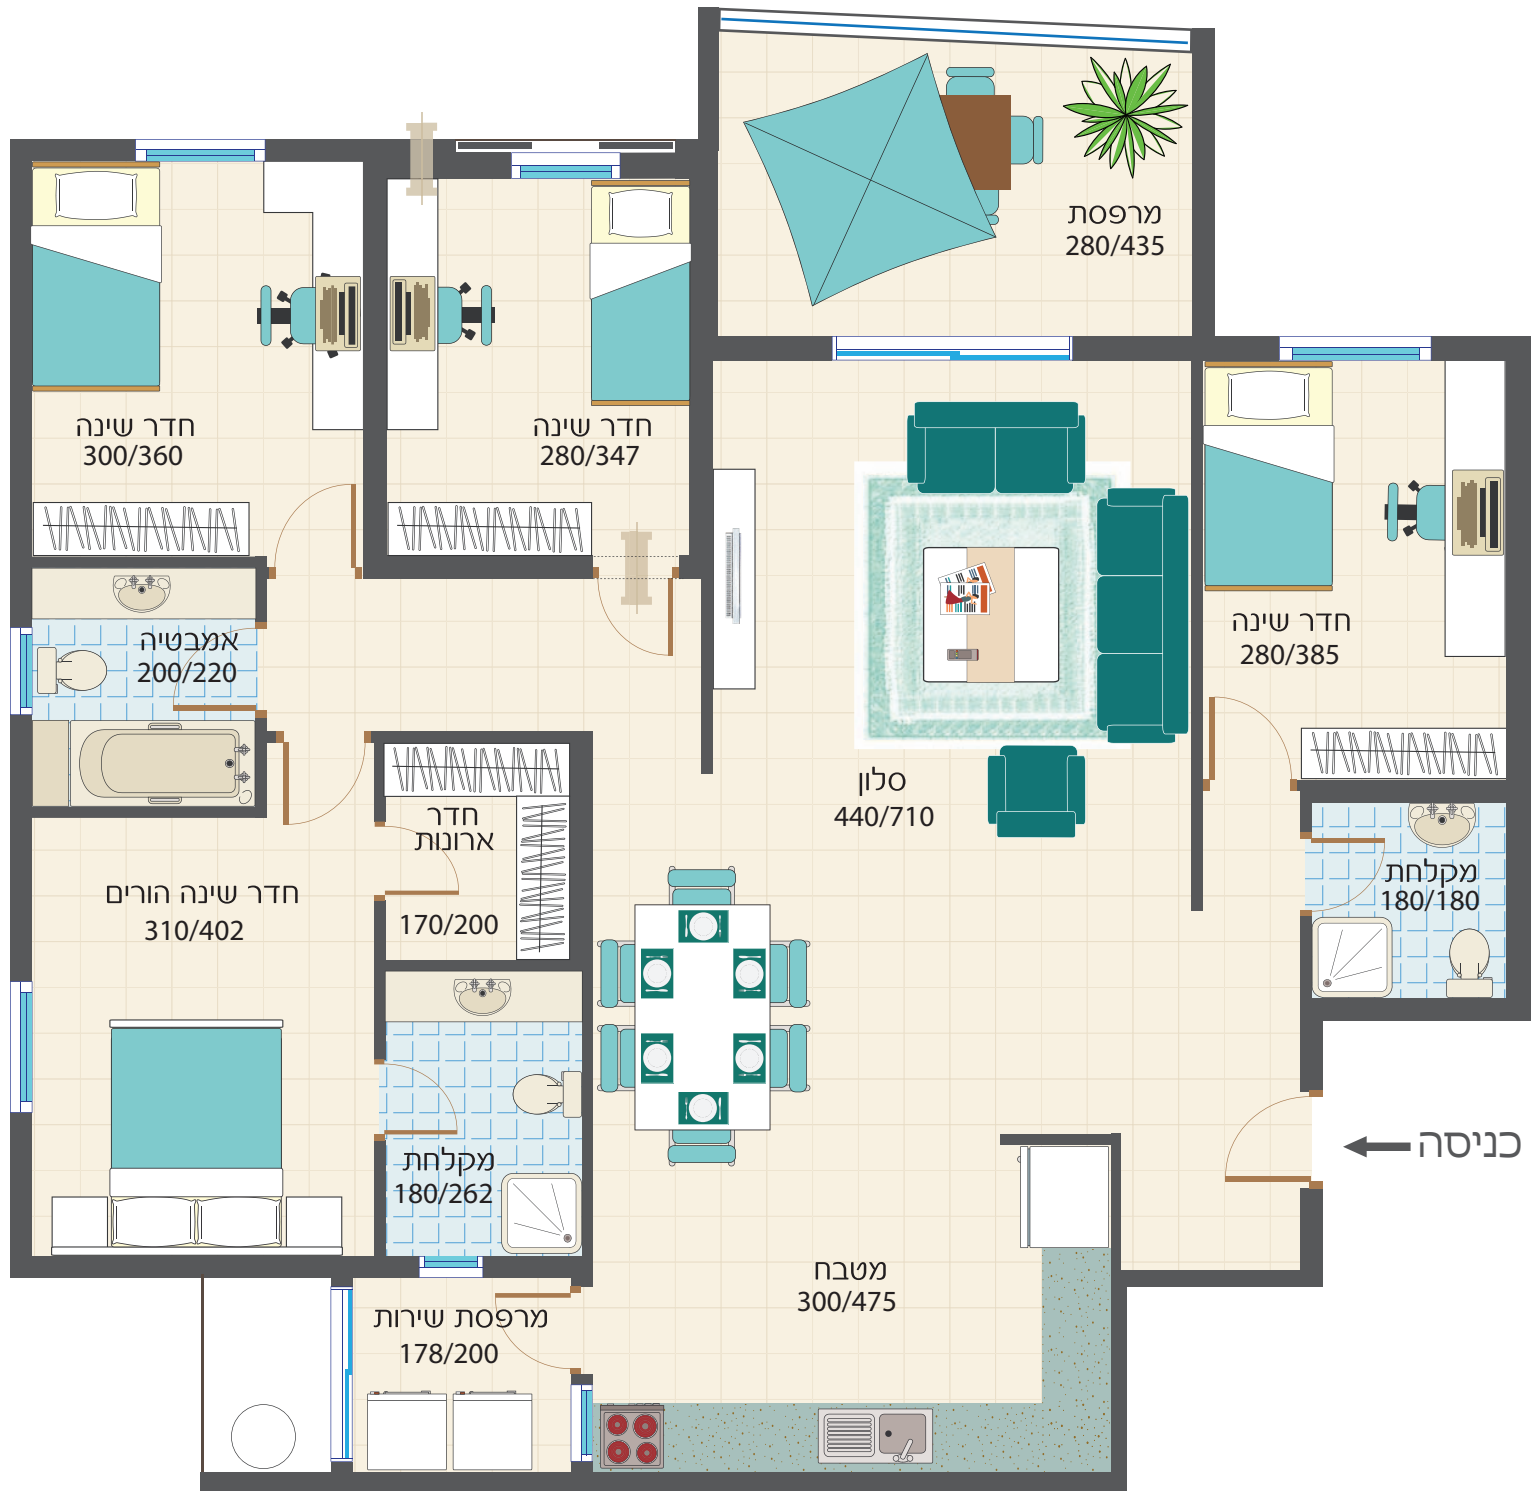 מרפסת
280/435
חדר שינה
300/360
חדר שינה
280/347
חדר שינה
280/385
אמבטיה
200/220
סלון
440/710
חדר
ארונות
170/200
מקלחת
180/180
חדר שינה הורים
310/402
כניסה
מקלחת
180/262
מטבח
300/475
מרפסת שירות
178/200